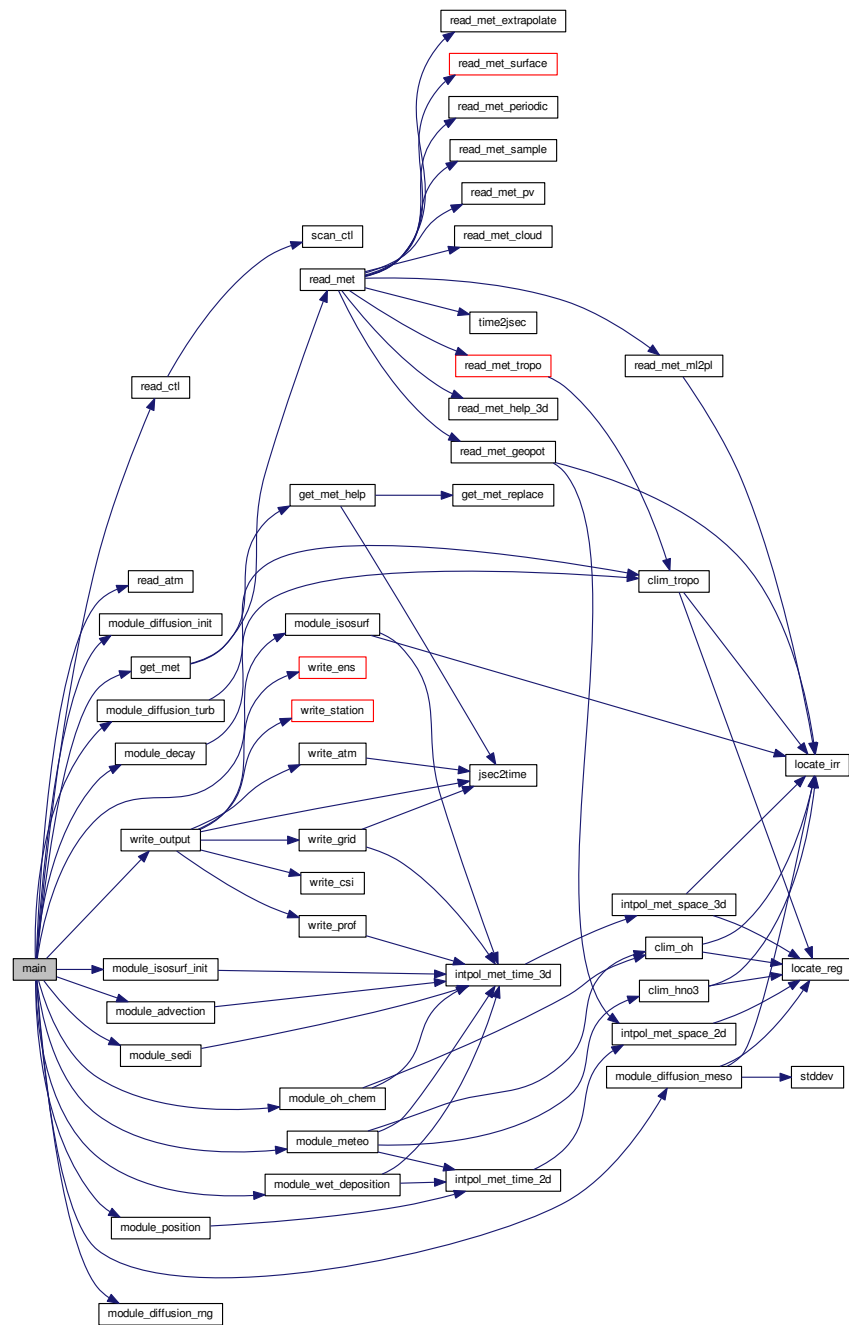 read_met_extrapolate
read_met_surface
read_met_periodic
read_met_sample
read_met_pv
scan_ctl
read_met_cloud
read_met
time2jsec
read_met_tropo
read_met_ml2pl
read_ctl
read_met_help_3d
read_met_geopot
get_met_help
get_met_replace
read_atm
clim_tropo
module_diffusion_init
module_isosurf
get_met
write_ens
module_diffusion_turb
write_station
module_decay
write_atm
jsec2time
locate_irr
write_output
write_grid
write_csi
intpol_met_space_3d
write_prof
clim_oh
main
module_isosurf_init
intpol_met_time_3d
locate_reg
clim_hno3
module_advection
intpol_met_space_2d
module_sedi
module_diffusion_meso
stddev
module_oh_chem
module_meteo
module_wet_deposition
intpol_met_time_2d
module_position
module_diffusion_rng